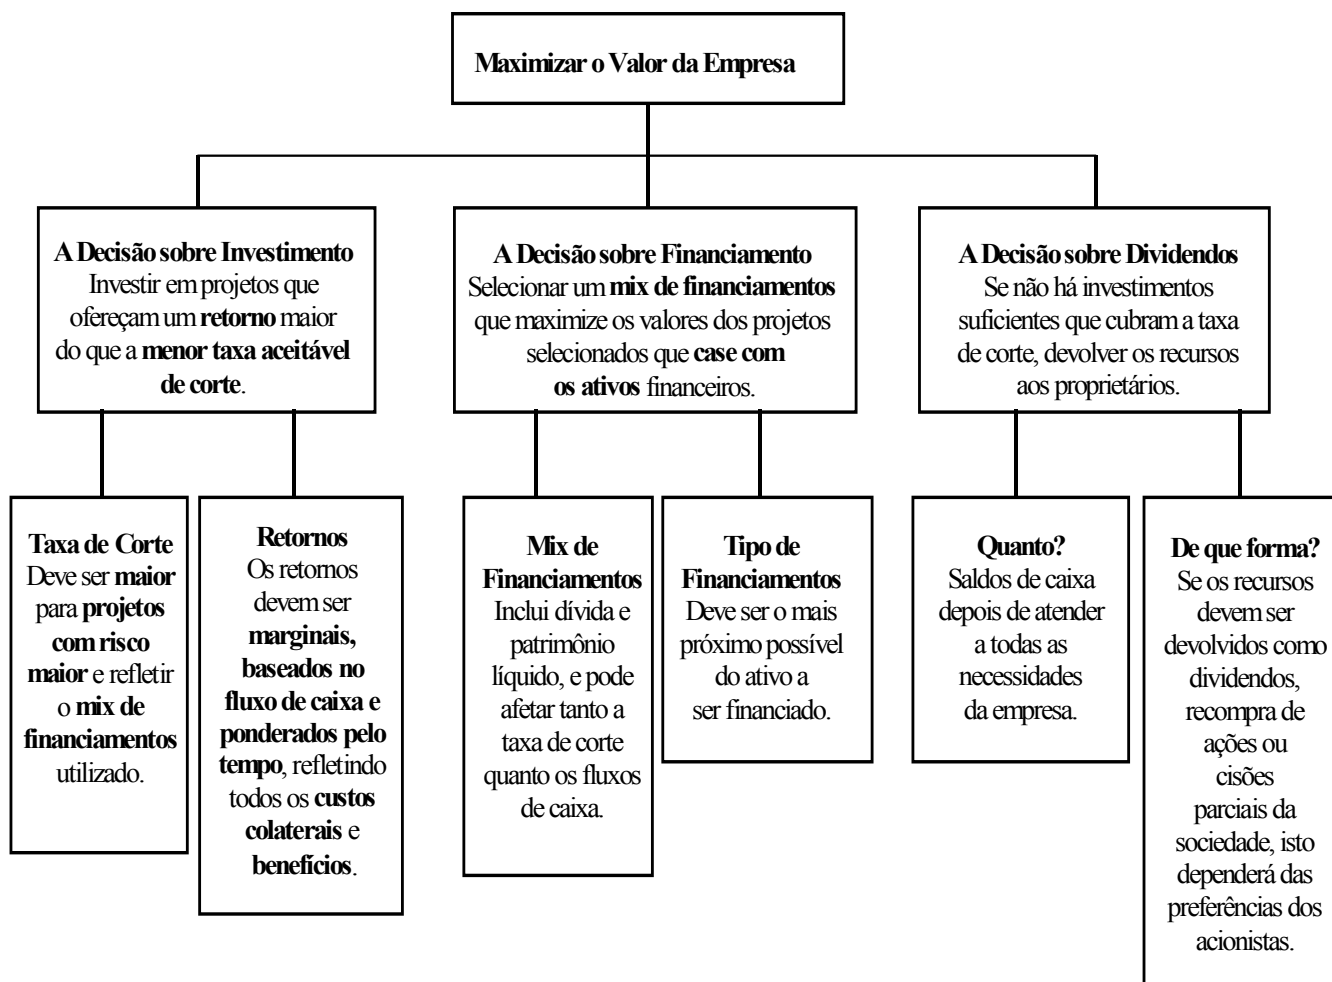 Maximizar o Valor da Empresa
A Decisão sobre Investimento
Investir em projetos que
ofereçam um retorno maior
do que a menor taxa aceitável
de corte.
A Decisão sobre Financiamento
Selecionar um mix de financiamentos
que maximize os valores dos projetos
selecionados que case com
os ativos financeiros.
A Decisão sobre Dividendos
Se não há investimentos
suficientes que cubram a taxa
de corte, devolver os recursos
aos proprietários.
Taxa de Corte
Deve ser maior
para projetos
com risco
maior e refletir
o mix de
financiamentos
utilizado.
Retornos
Os retornos
devem ser
marginais,
baseados no
fluxo de caixa e
ponderados pelo
tempo, refletindo
todos os custos
colaterais e
benefícios.
Mix de
Financiamentos
Inclui dívida e
patrimônio
líquido, e pode
afetar tanto a
taxa de corte
quanto os fluxos
de caixa.
Tipo de
Financiamentos
Deve ser o mais
próximo possível
do ativo a
ser financiado.
Quanto?
Saldos de caixa
depois de atender
a todas as
necessidades
da empresa.
De que forma?
Se os recursos
devem ser
devolvidos como
dividendos,
recompra de
ações ou
cisões
parciais da
sociedade, isto
dependerá das
preferências dos
acionistas.